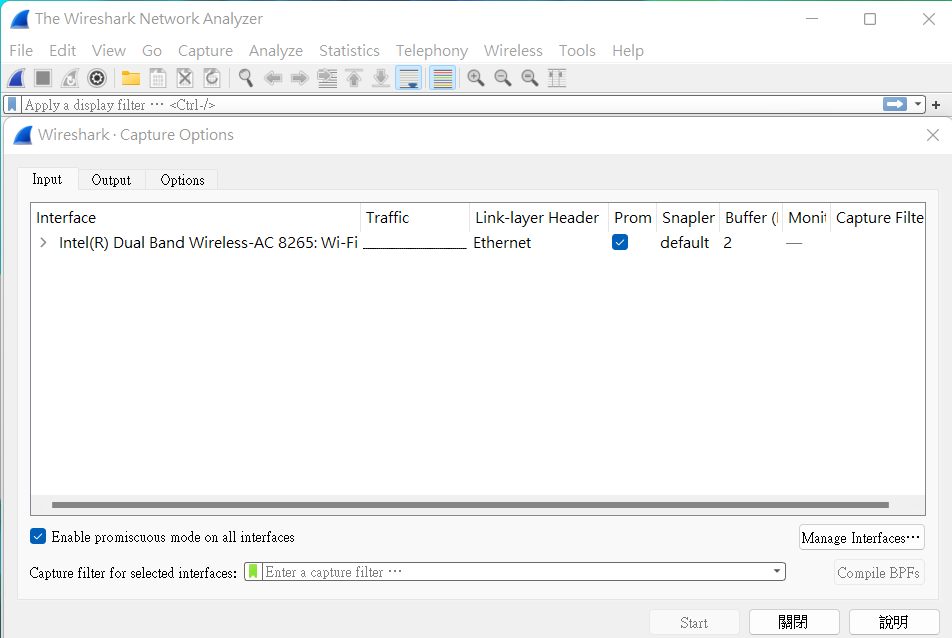 The Wireshark Network Analyzer
File Edit View Go Capture Analyze Statistics Telephony Wireless Tools Help
Apply a display filter ⋯ <Ctrl-/>
Wireshark · Capture Options
Input Output Options
Interface Traffic Link-layer Header Prom Snapler Buffer (I Monit Capture Filte
Intel(R) Dual Band Wireless-AC 8265: Wi-Fi Ethernet default 2 —
Enable promiscuous mode on all interfaces
Manage Interfaces⋯
Capture filter for selected interfaces: Enter a capture filter ⋯ Compile BPFs
Start 關閉 說明